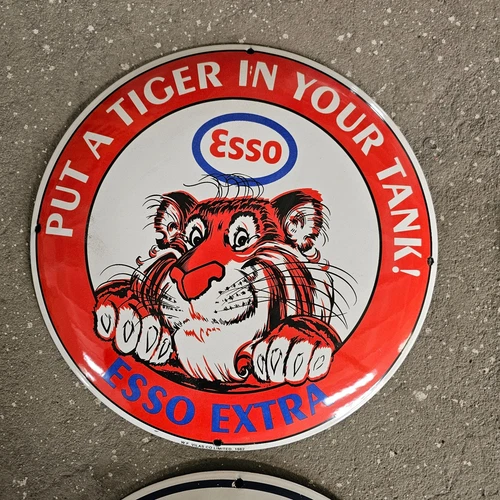 PUT A TIGER IN YOUR TANK!
Esso
ESSO EXTRA